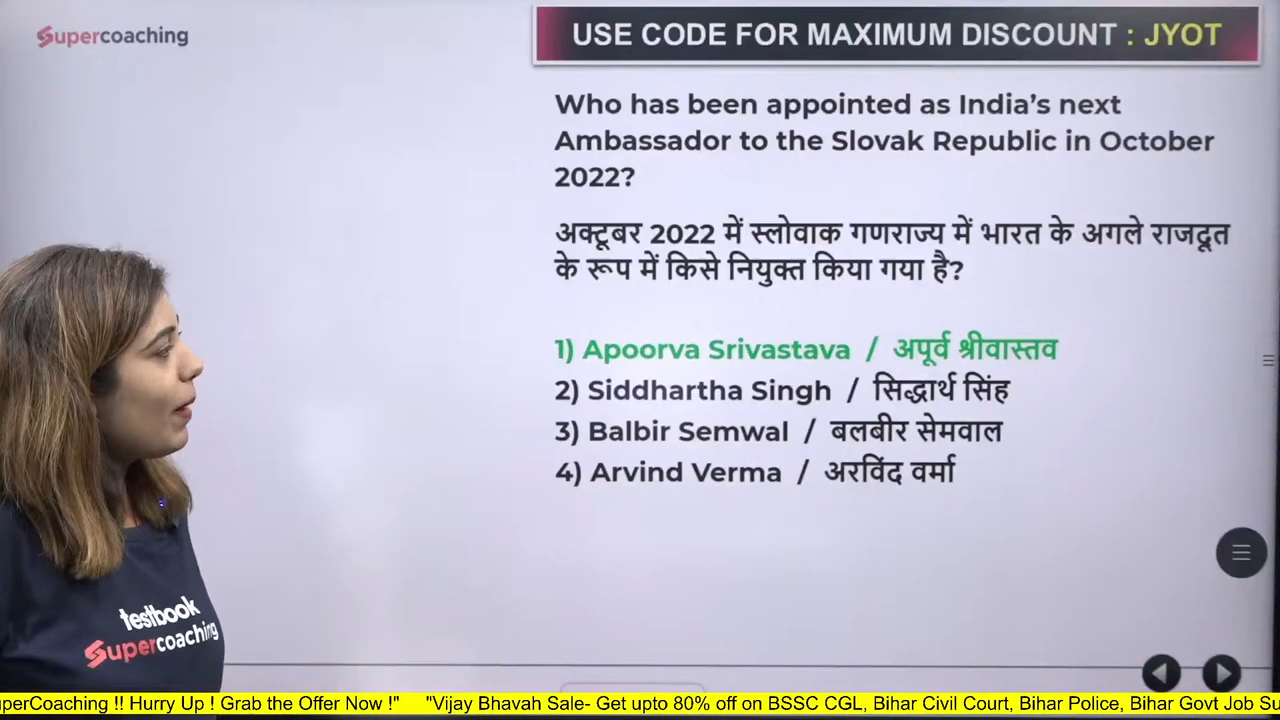 Supercoaching
USE CODE FOR MAXIMUM DISCOUNT : JYOT
Who has been appointed as India's next
Ambassador to the Slovak Republic in October
2022?
अक्टूबर 2022 में स्लोवाक गणराज्य में भारत के अगले राजदूत
के रूप में किसे नियुक्त किया गया है?
1) Apoorva Srivastava / अपूर्व श्रीवास्तव
2) Siddhartha Singh / सिद्धार्थ सिंह
3) Balbir Semwal / बलबीर सेमवाल
4) Arvind Verma / अरविंद वर्मा
testbook
Supercoaching
uperCoaching !! Hurry Up ! Grab the Offer Now !" "Vijay Bhavah Sale- Get upto 80% off on BSSC CGL, Bihar Civil Court, Bihar Police, Bihar Govt Job Su